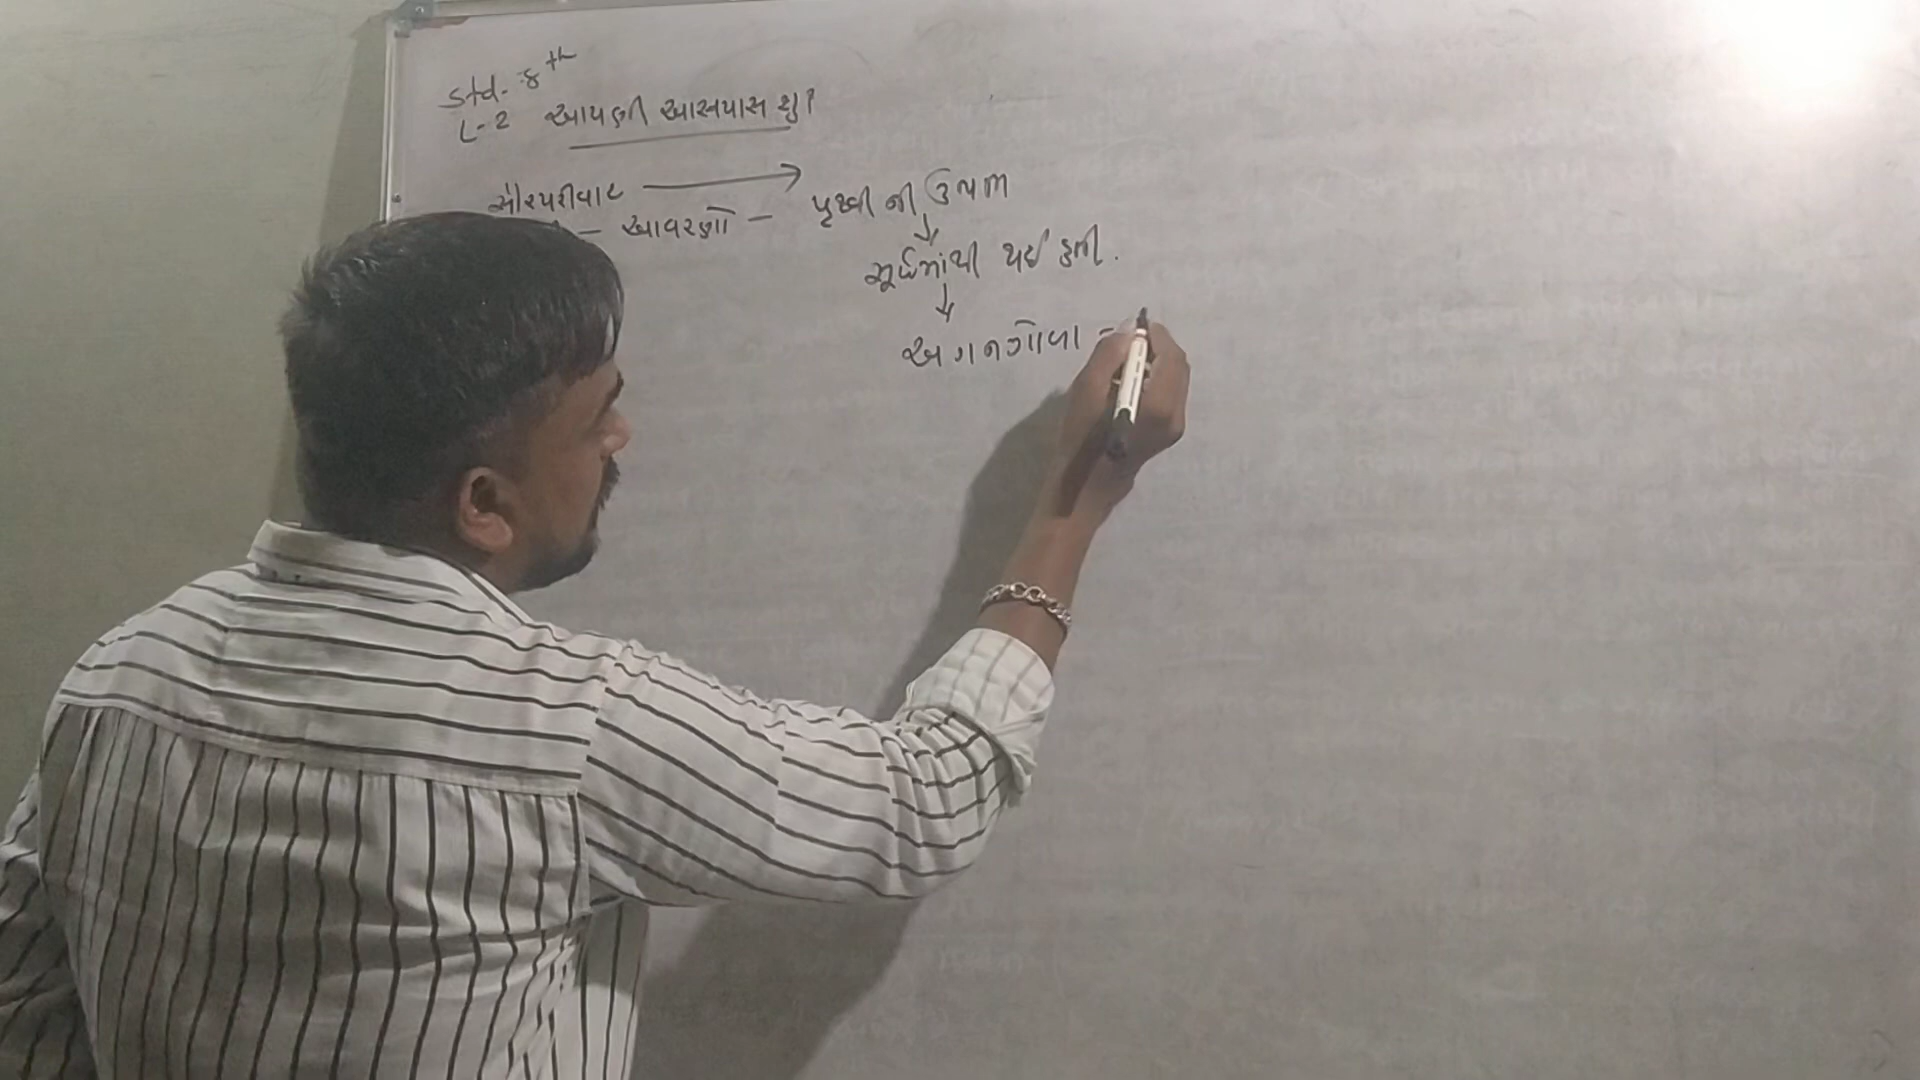 Std-8th
L-2 આપણી આસપાસ શું?
સૌરપરીવાર ⟶ પૃથ્વી ની ઉત્પતી
– આવરણો –
↓
સૂર્યમાંથી થઈ હતી.
↓
અગનગોળા =